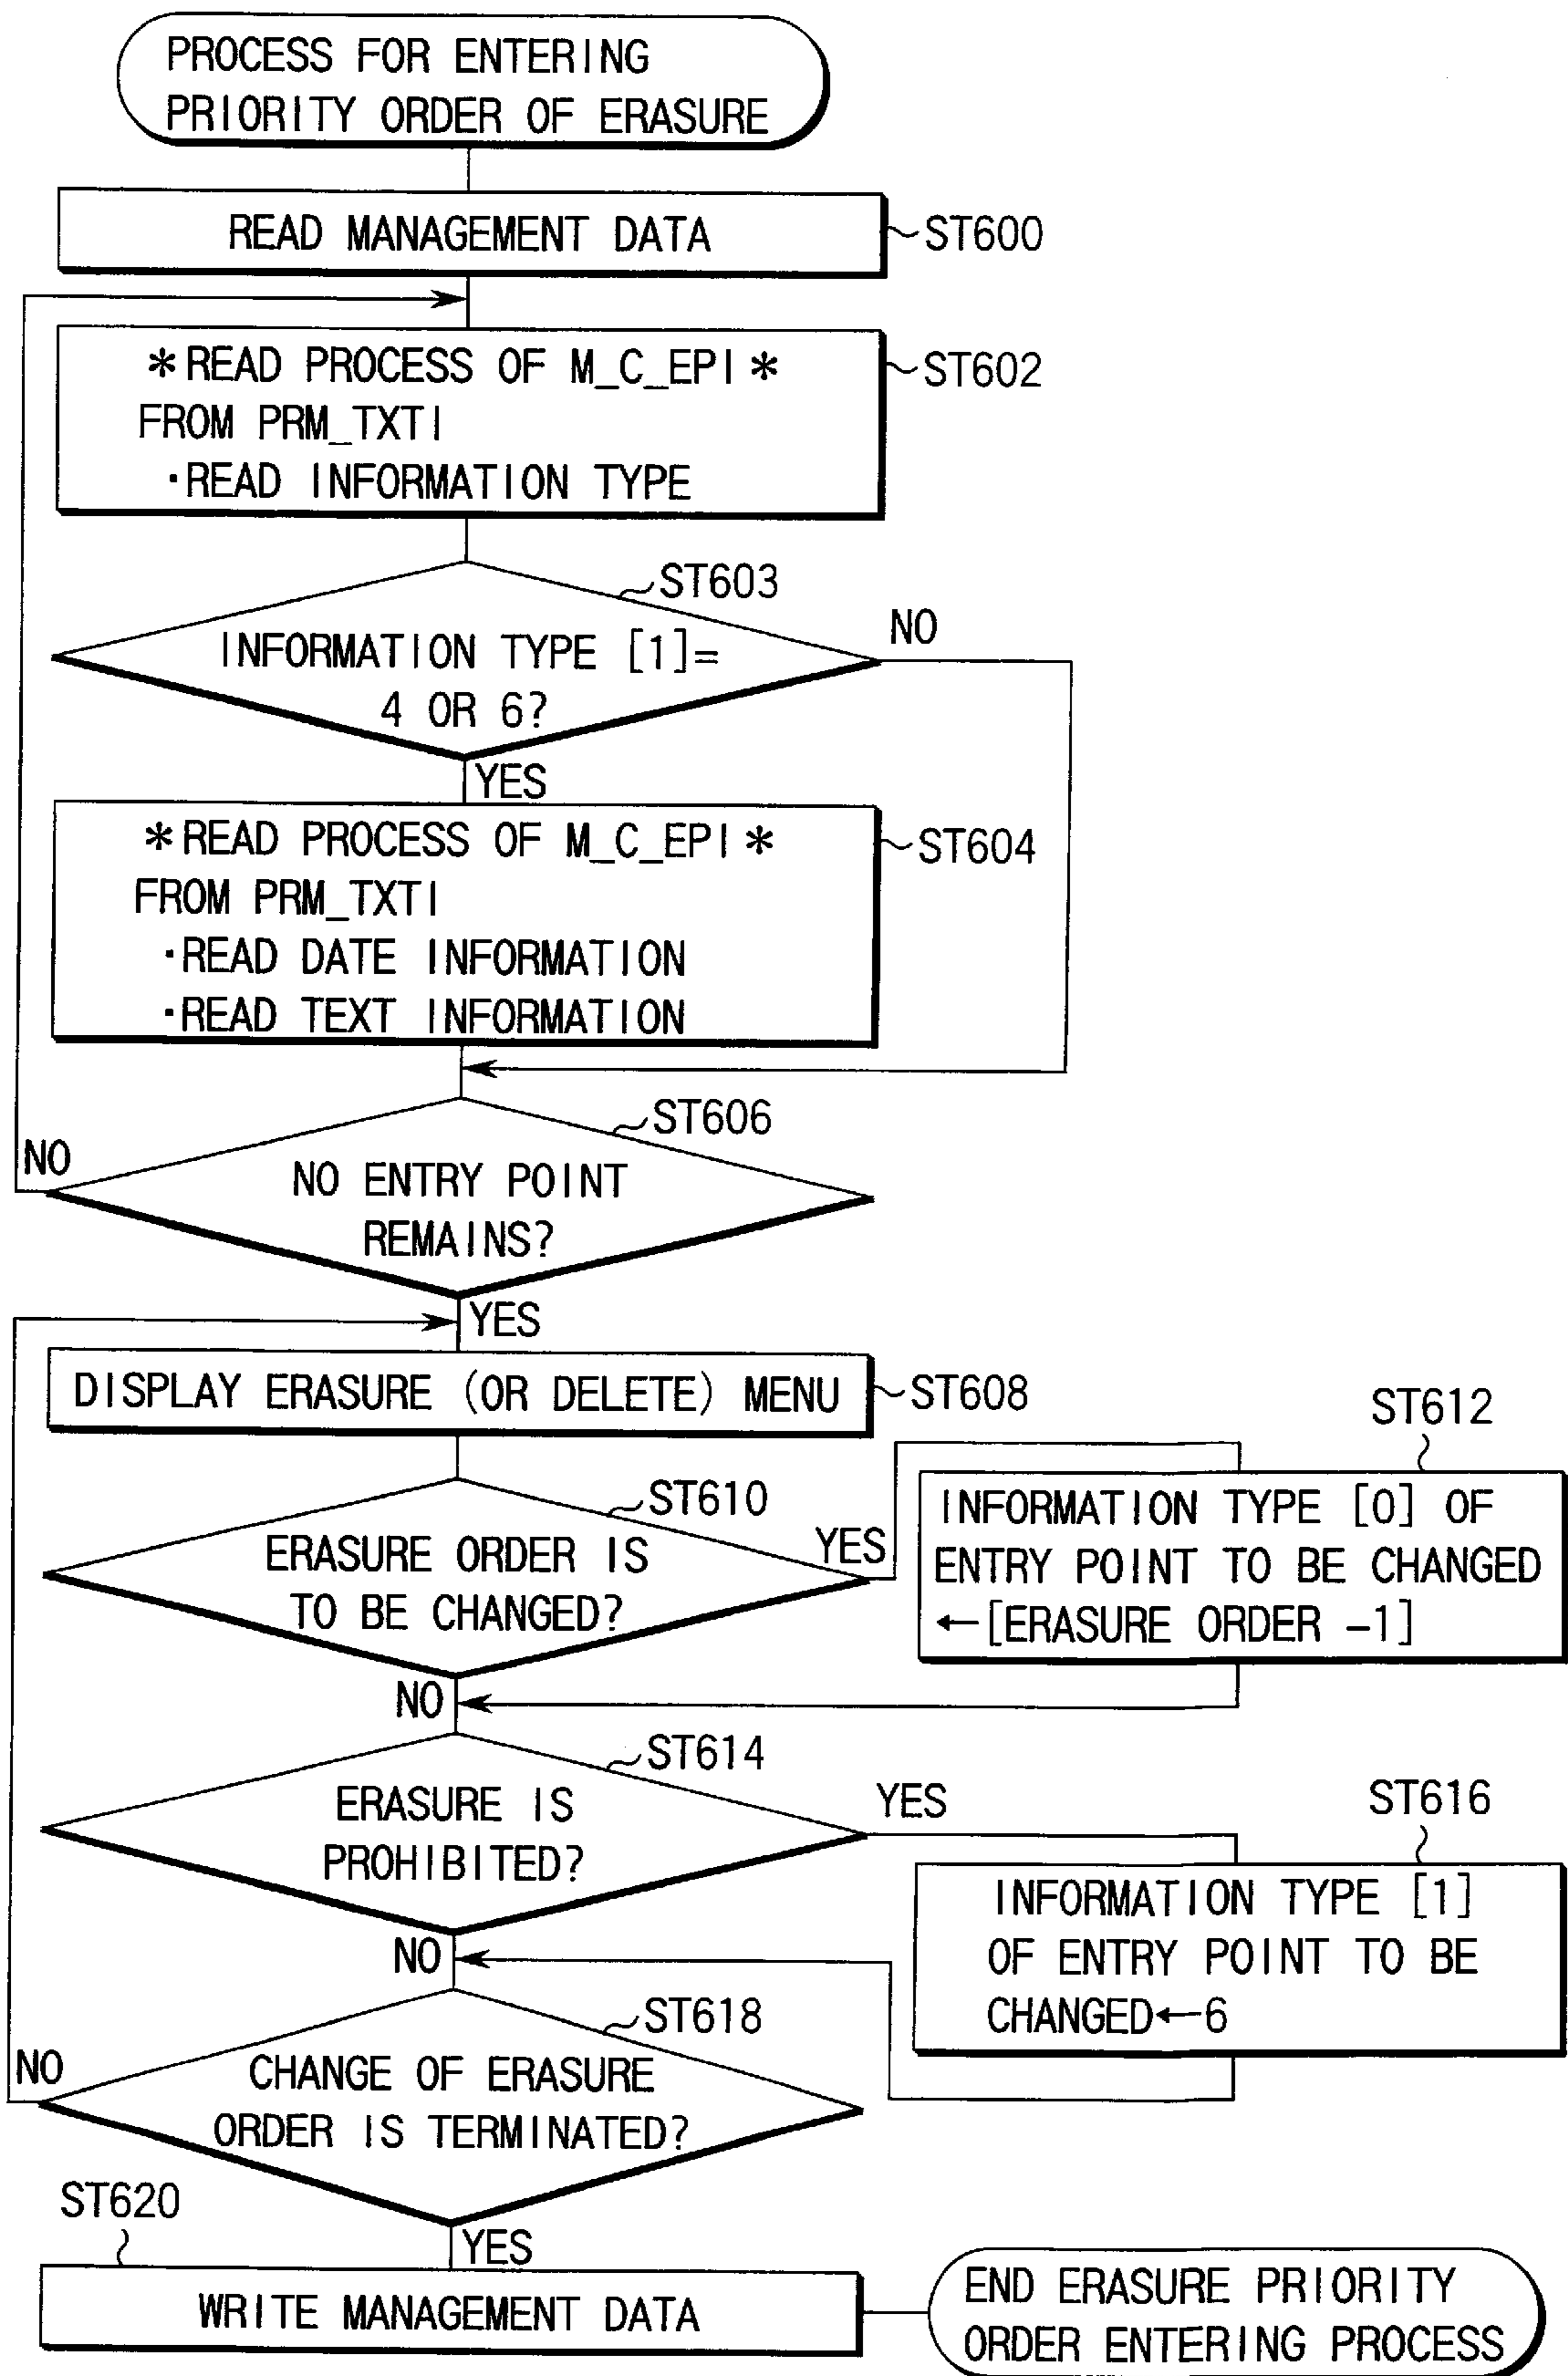 PROCESS FOR ENTERING
PRIORITY ORDER OF ERASURE
READ MANAGEMENT DATA
ST600
*READ PROCESS OF M_C_EPI*
ST602
FROM PRM_TXTI
·READ INFORMATION TYPE
ST603
NO
INFORMATION TYPE [1]=
4 OR 6?
YES
*READ PROCESS OF M_C_EPI*
ST604
FROM PRM_TXTI
·READ DATE INFORMATION
·READ TEXT INFORMATION
ST606
NO
NO ENTRY POINT
REMAINS?
YES
DISPLAY ERASURE (OR DELETE) MENU
ST608
ST612
ST610
YES
ERASURE ORDER IS
TO BE CHANGED?
INFORMATION TYPE [0] OF
ENTRY POINT TO BE CHANGED
←[ERASURE ORDER -1]
NO
ST614
YES
ERASURE IS
PROHIBITED?
ST616
INFORMATION TYPE [1]
OF ENTRY POINT TO BE
CHANGED←6
NO
ST618
NO
CHANGE OF ERASURE
ORDER IS TERMINATED?
ST620
YES
WRITE MANAGEMENT DATA
END ERASURE PRIORITY
ORDER ENTERING PROCESS